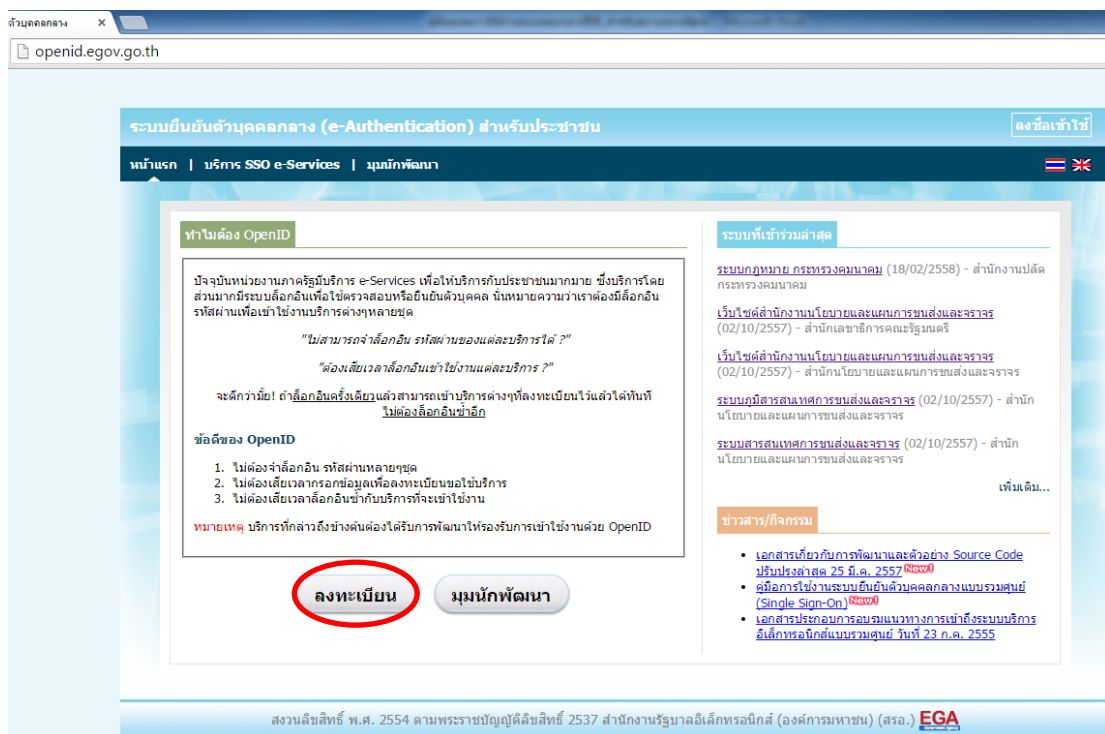 ตัวบุคคลกลาง ×
openid.egov.go.th
ระบบยืนยันตัวบุคคลกลาง (e-Authentication) สำหรับประชาชน
ลงชื่อเข้าใช้
หน้าแรก | บริการ SSO e-Services | มุมนักพัฒนา
ทำไมต้อง OpenID
ปัจจุบันหน่วยงานภาครัฐมีบริการ e-Services เพื่อให้บริการกับประชาชนมากมาย ซึ่งบริการโดย
ส่วนมากมีระบบล็อกอินเพื่อใช้ตรวจสอบหรือยืนยันตัวบุคคล นั่นหมายความว่าเราต้องมีล็อกอิน
รหัสผ่านเพื่อเข้าใช้งานบริการต่างๆหลายชุด
"ไม่สามารถจำล็อกอิน รหัสผ่านของแต่ละบริการได้ ?"
"ต้องเสียเวลาล็อกอินเข้าใช้งานแต่ละบริการ ?"
จะดีกว่ามั้ย! ถ้าล็อกอินครั้งเดียวแล้วสามารถเข้าบริการต่างๆที่ลงทะเบียนไว้แล้วได้ทันที
ไม่ต้องล็อกอินซ้ำอีก
ข้อดีของ OpenID
1. ไม่ต้องจำล็อกอิน รหัสผ่านหลายๆชุด
2. ไม่ต้องเสียเวลากรอกข้อมูลเพื่อลงทะเบียนขอใช้บริการ
3. ไม่ต้องเสียเวลาล็อกอินซ้ำกับบริการที่จะเข้าใช้งาน
หมายเหตุ บริการที่กล่าวถึงข้างต้นต้องได้รับการพัฒนาให้รองรับการเข้าใช้งานด้วย OpenID
ลงทะเบียน
มุมนักพัฒนา
ระบบที่เข้าร่วมล่าสุด
ระบบกฎหมาย กระทรวงคมนาคม (18/02/2558) - สำนักงานปลัด
กระทรวงคมนาคม
เว็บไซต์สำนักงานนโยบายและแผนการขนส่งและจราจร
(02/10/2557) - สำนักเลขาธิการคณะรัฐมนตรี
เว็บไซต์สำนักงานนโยบายและแผนการขนส่งและจราจร
(02/10/2557) - สำนักนโยบายและแผนการขนส่งและจราจร
ระบบภูมิสารสนเทศการขนส่งและจราจร (02/10/2557) - สำนัก
นโยบายและแผนการขนส่งและจราจร
ระบบสารสนเทศการขนส่งและจราจร (02/10/2557) - สำนัก
นโยบายและแผนการขนส่งและจราจร
เพิ่มเติม...
ข่าวสาร/กิจกรรม
• เอกสารเกี่ยวกับการพัฒนาและตัวอย่าง Source Code
ปรับปรุงล่าสุด 25 มี.ค. 2557 New!
• คู่มือการใช้งานระบบยืนยันตัวบุคคลกลางแบบรวมศูนย์
(Single Sign-On) New!
• เอกสารประกอบการอบรมแนวทางการเข้าถึงระบบบริการ
อิเล็กทรอนิกส์แบบรวมศูนย์ วันที่ 23 ก.ค. 2555
สงวนลิขสิทธิ์ พ.ศ. 2554 ตามพระราชบัญญัติลิขสิทธิ์ 2537 สำนักงานรัฐบาลอิเล็กทรอนิกส์ (องค์การมหาชน) (สรอ.) EGA